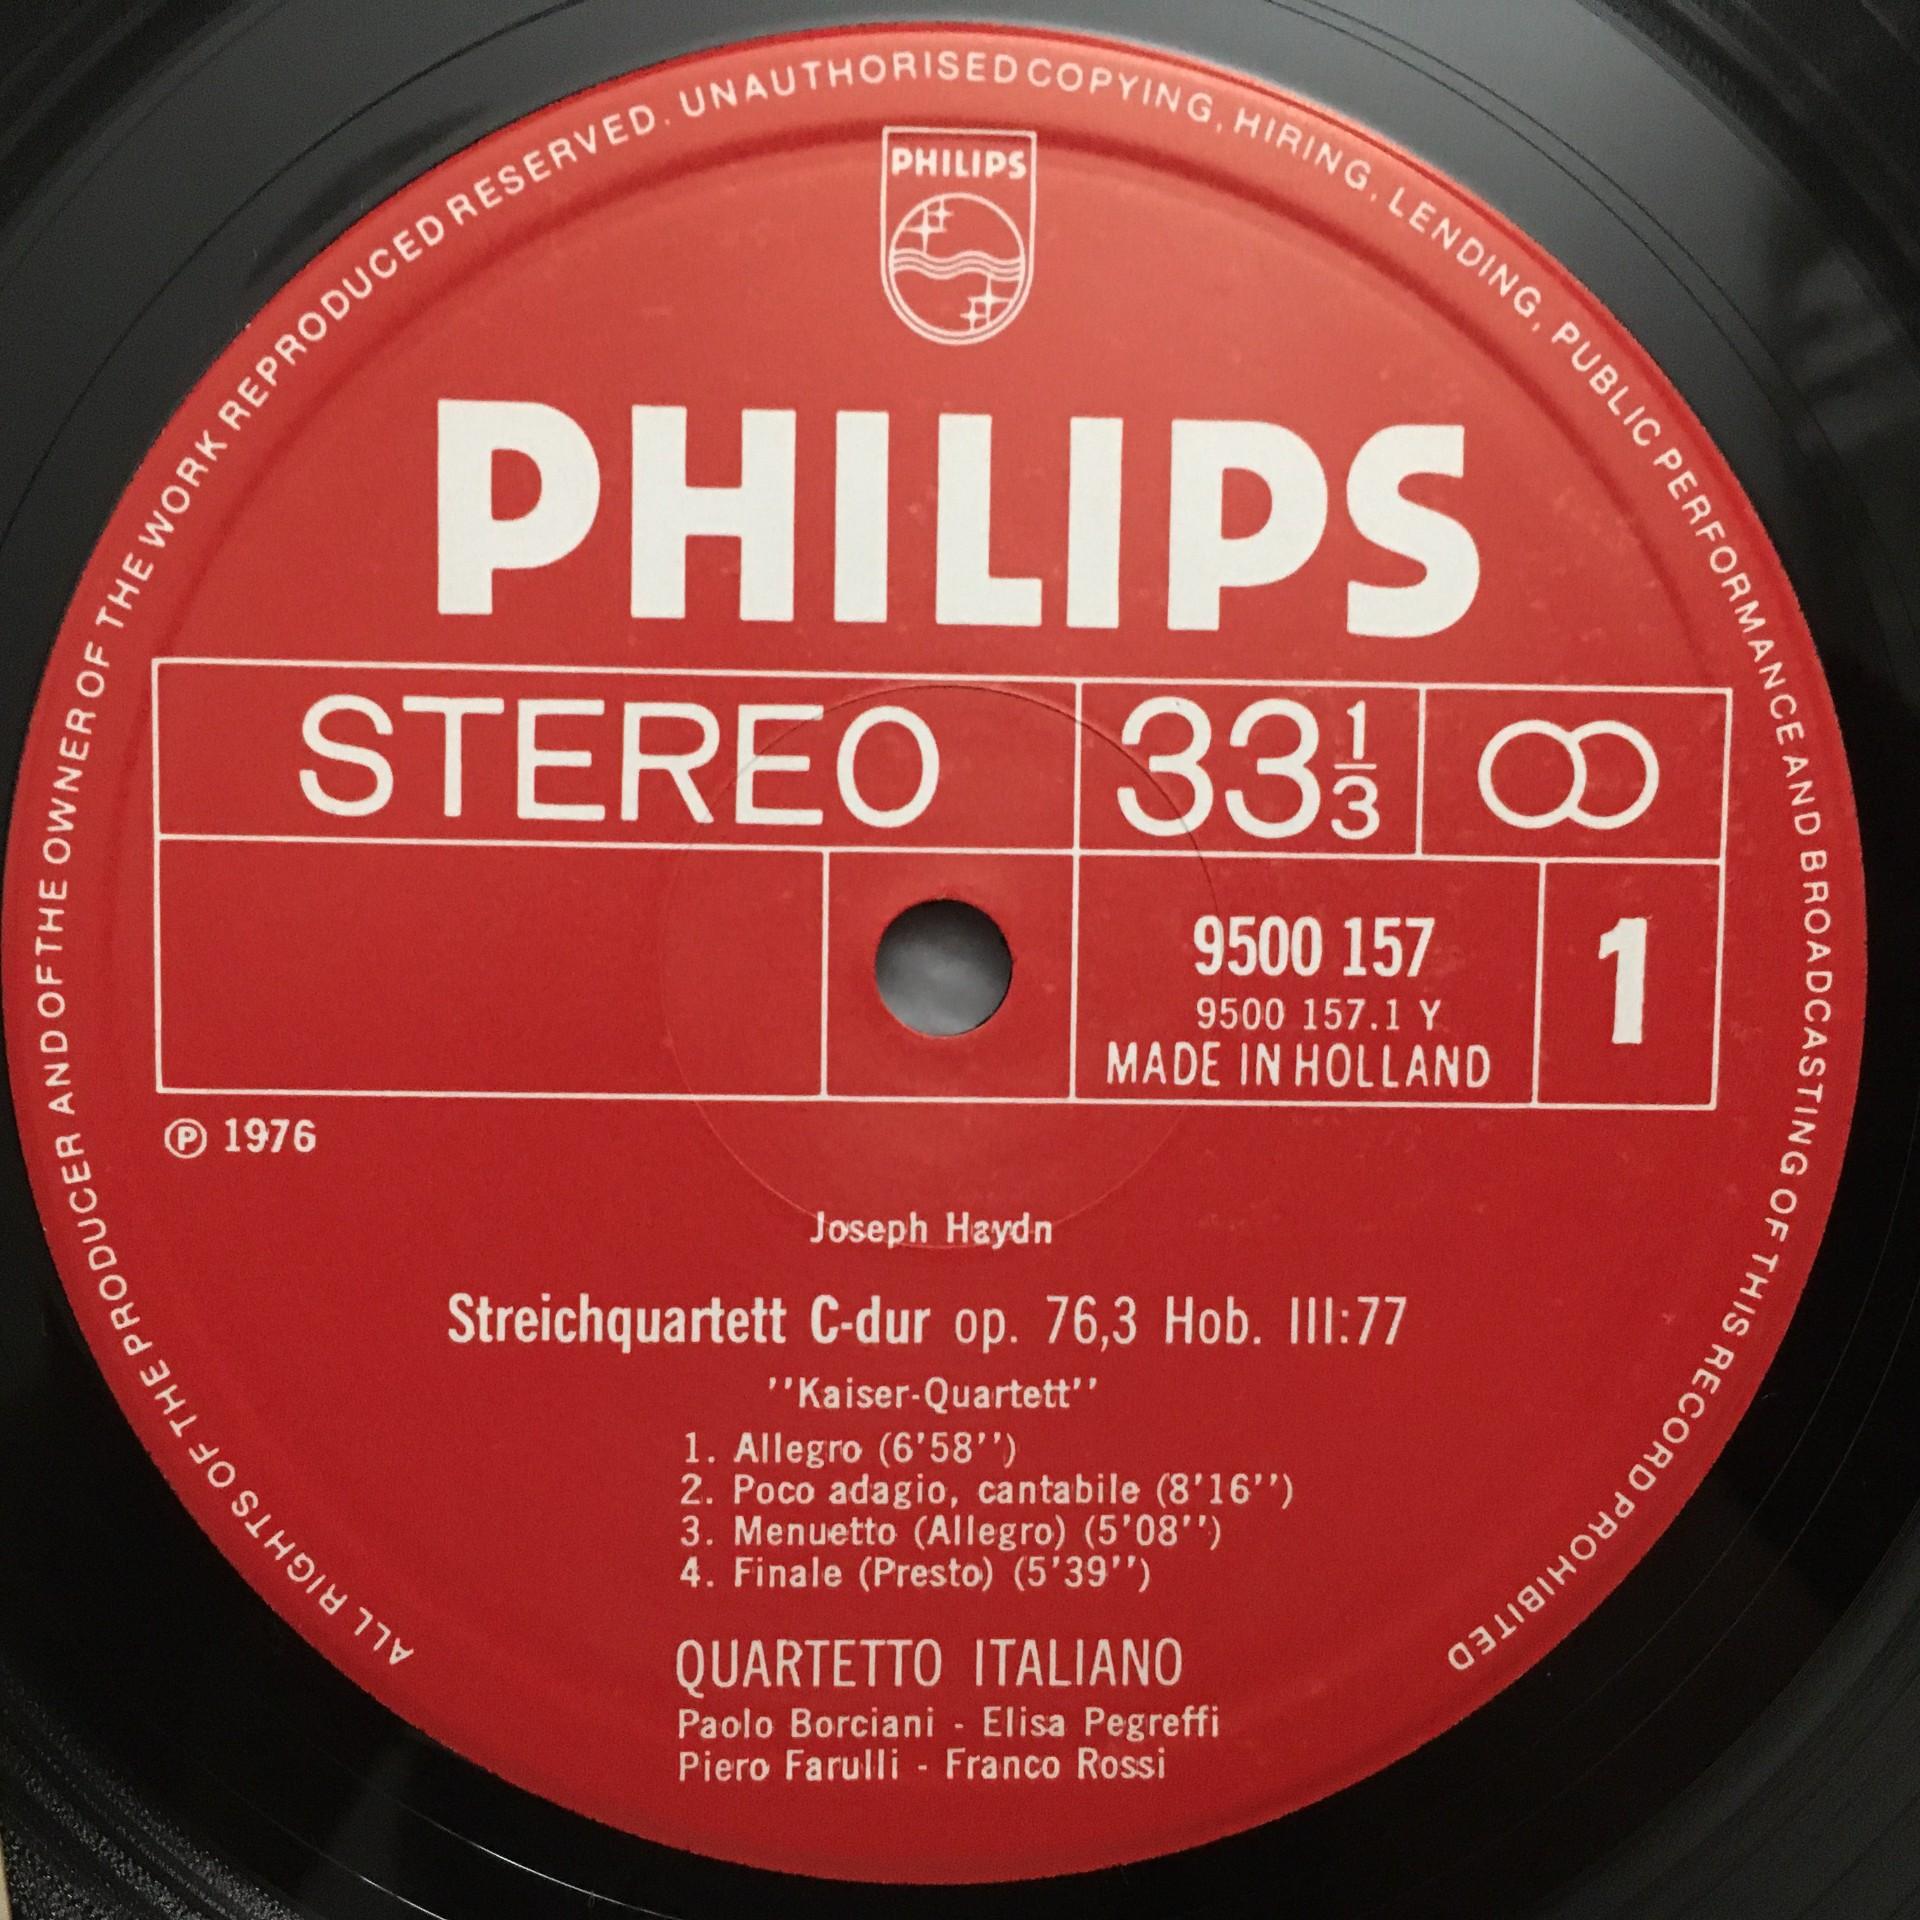 ALL RIGHTS OF THE PRODUCER AND OF THE OWNER OF THE WORK REPRODUCED RESERVED. UNAUTHORISED COPYING, HIRING, LENDING, PUBLIC PERFORMANCE AND BROADCASTING OF THIS RECORD PROHIBITED
PHILIPS
PHILIPS
STEREO 33 1/3
9500 157 1
9500 157.1 Y
MADE IN HOLLAND
℗ 1976
Joseph Haydn
Streichquartett C-dur op. 76,3 Hob. III:77
''Kaiser-Quartett''
1. Allegro (6'58'')
2. Poco adagio, cantabile (8'16'')
3. Menuetto (Allegro) (5'08'')
4. Finale (Presto) (5'39'')
QUARTETTO ITALIANO
Paolo Borciani - Elisa Pegreffi
Piero Farulli - Franco Rossi